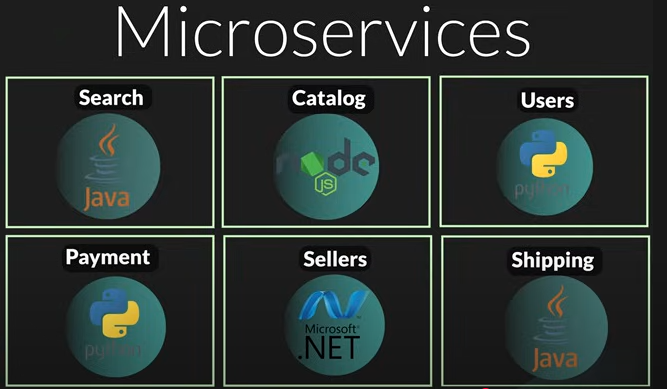 Microservices
Search
Java
Catalog
node
JS
Users
python
Payment
python
Sellers
Microsoft®
.NET
Shipping
Java